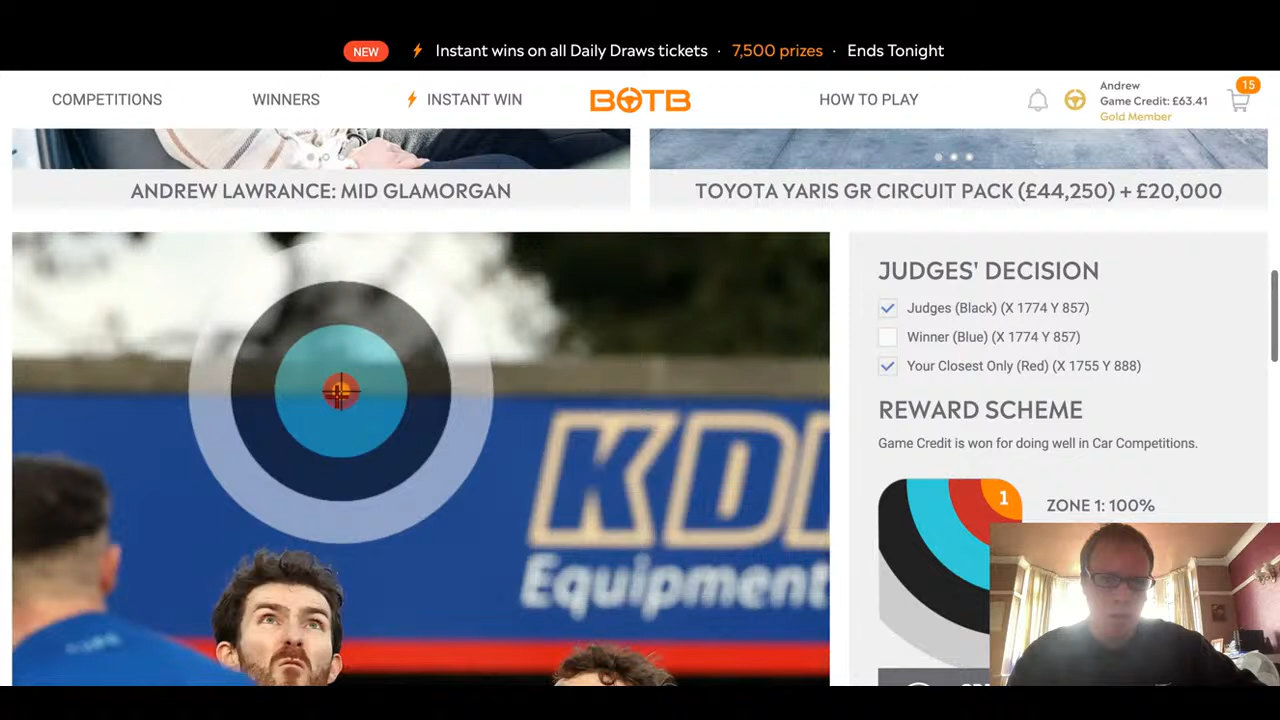 NEW Instant wins on all Daily Draws tickets · 7,500 prizes · Ends Tonight
COMPETITIONS WINNERS INSTANT WIN BOTB HOW TO PLAY
Andrew
Game Credit: £63.41
Gold Member
15
ANDREW LAWRANCE: MID GLAMORGAN
TOYOTA YARIS GR CIRCUIT PACK (£44,250) + £20,000
JUDGES' DECISION
Judges (Black) (X 1774 Y 857)
Winner (Blue) (X 1774 Y 857)
Your Closest Only (Red) (X 1755 Y 888)
REWARD SCHEME
Game Credit is won for doing well in Car Competitions.
1
ZONE 1: 100%
Equipment